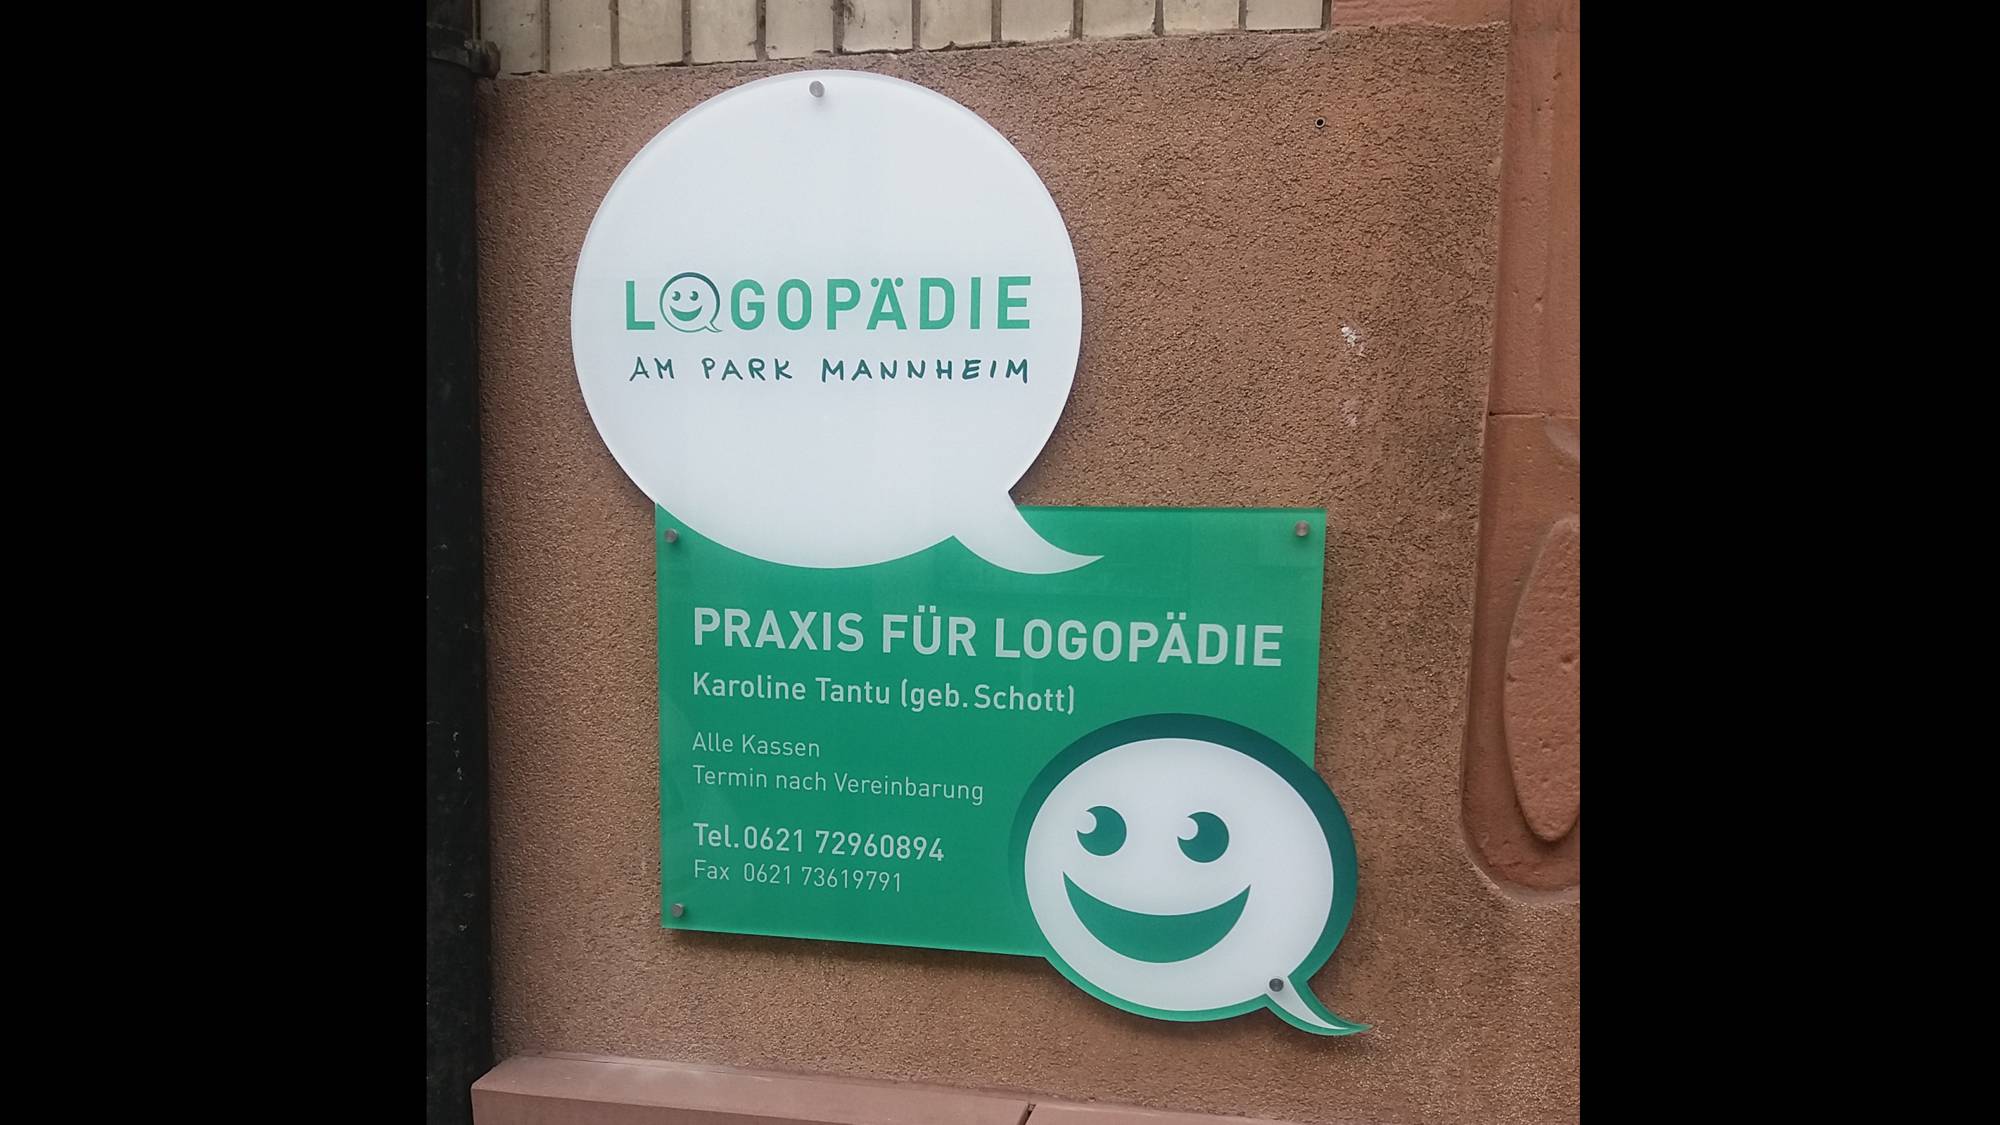 LOGOPÄDIE
AM PARK MANNHEIM
PRAXIS FÜR LOGOPÄDIE
Karoline Tantu (geb. Schott)
Alle Kassen
Termin nach Vereinbarung
Tel. 0621 72960894
Fax 0621 73619791